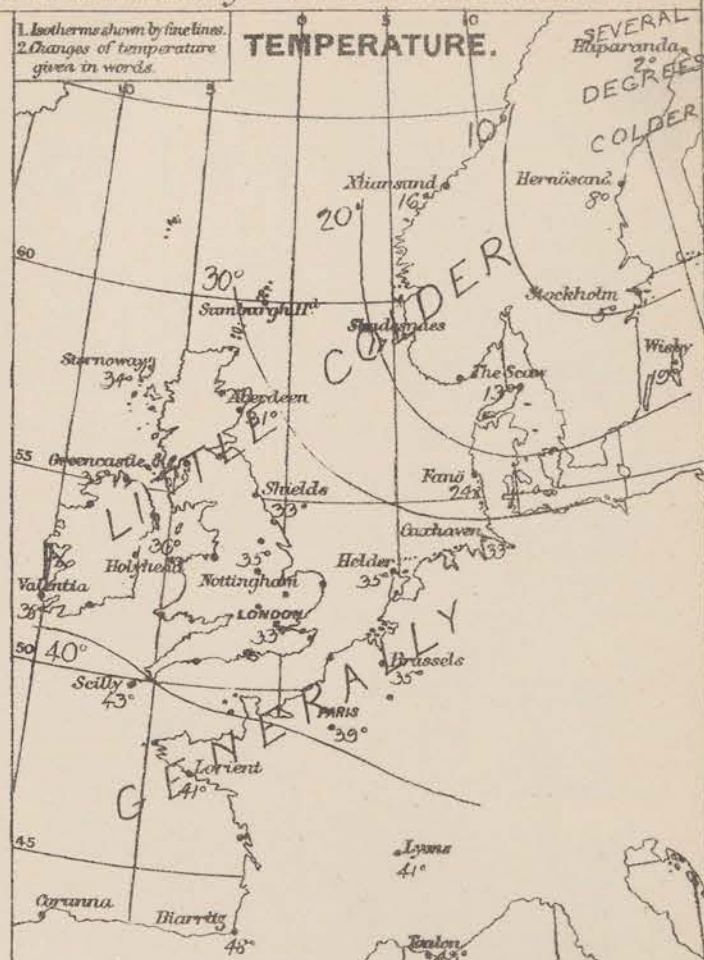 1. Isotherms shown by fine lines.
2. Changes of temperature
given in words.
TEMPERATURE.
SEVERAL
DEGREES
COLDER
Haparanda
2°
10
5
0
5
10
10
Xtiansand
16°
Hernösand
8°
20°
60
30°
Sumburgh Hd.
COLDER
Stockholm
5°
Skudesnaes
Stornoway
34°
Wisby
The Scaw
13°
Aberdeen
31°
55
Greencastle
38°
LITTLE
Shields
33°
Fanö
24°
Cuxhaven
33°
36°
Holyhead
35°
Nottingham
Helder
35°
A
Valentia
38°
LONDON
33°
50
40°
Brussels
35°
Scilly
43°
GENERALLY
PARIS
39°
Lorient
41°
45
Lyons
41°
Corunna
Biarritz
48°
Toulon